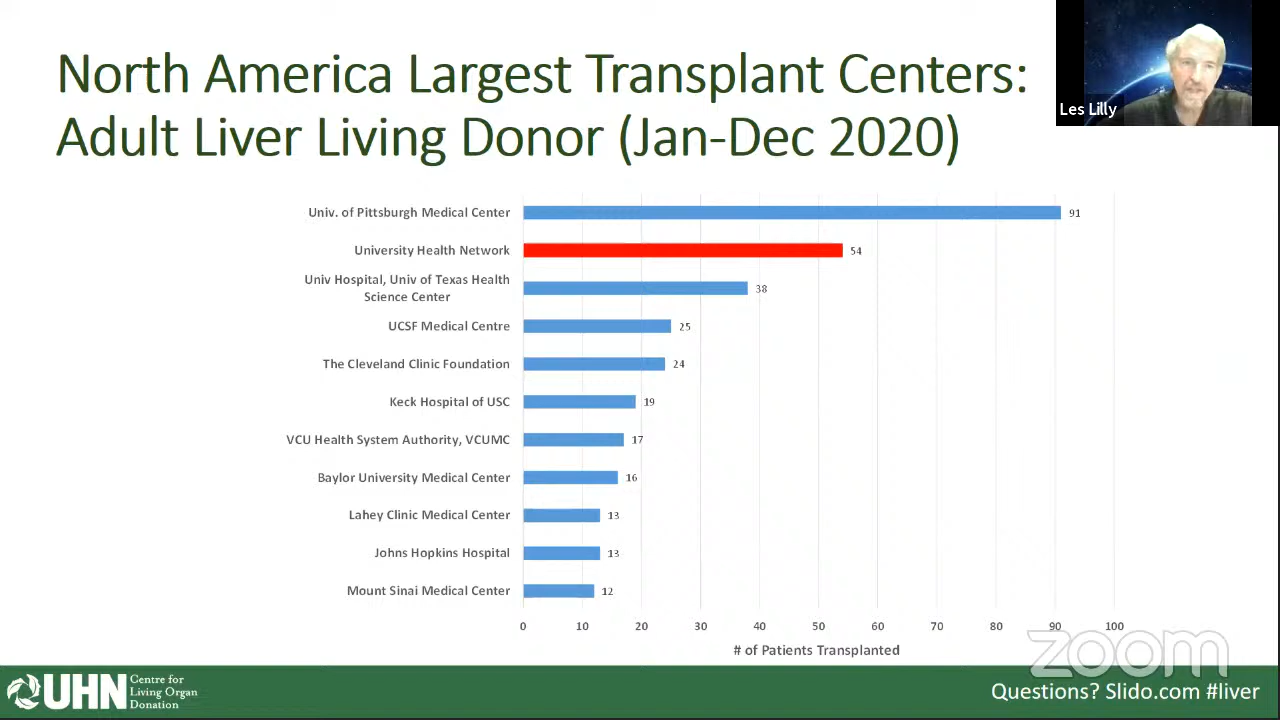 North America Largest Transplant Centers:
Adult Liver Living Donor (Jan-Dec 2020)
Les Lilly
Univ. of Pittsburgh Medical Center
91
University Health Network
54
Univ Hospital, Univ of Texas Health
Science Center
38
UCSF Medical Centre
25
The Cleveland Clinic Foundation
24
Keck Hospital of USC
19
VCU Health System Authority, VCUMC
17
Baylor University Medical Center
16
Lahey Clinic Medical Center
13
Johns Hopkins Hospital
13
Mount Sinai Medical Center
12
0 10 20 30 40 50 60 70 80 90 100
# of Patients Transplanted
zoom
UHN
Centre for
Living Organ
Donation
Questions? Slido.com #liver